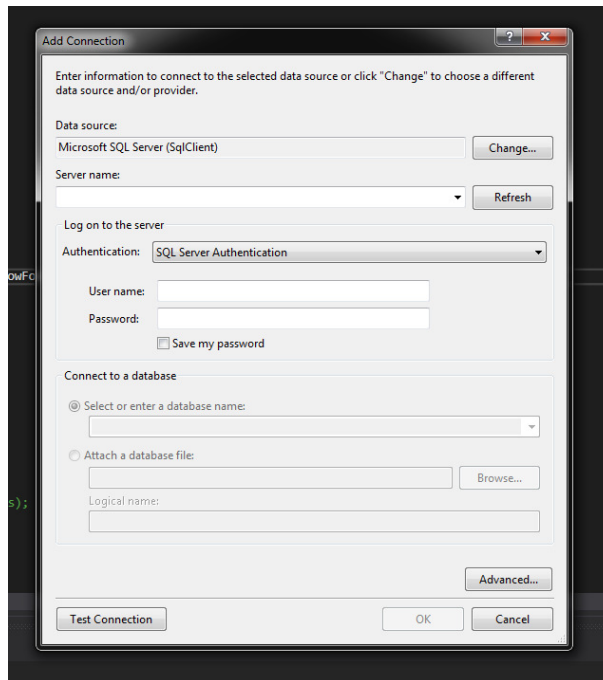 Add Connection
Enter information to connect to the selected data source or click "Change" to choose a different
data source and/or provider.
Data source:
Microsoft SQL Server (SqlClient)
Change...
Server name:
Refresh
Log on to the server
Authentication:
SQL Server Authentication
owFo
User name:
Password:
Save my password
Connect to a database
Select or enter a database name:
Attach a database file:
Browse...
Logical name:
s);
Advanced...
Test Connection
OK
Cancel